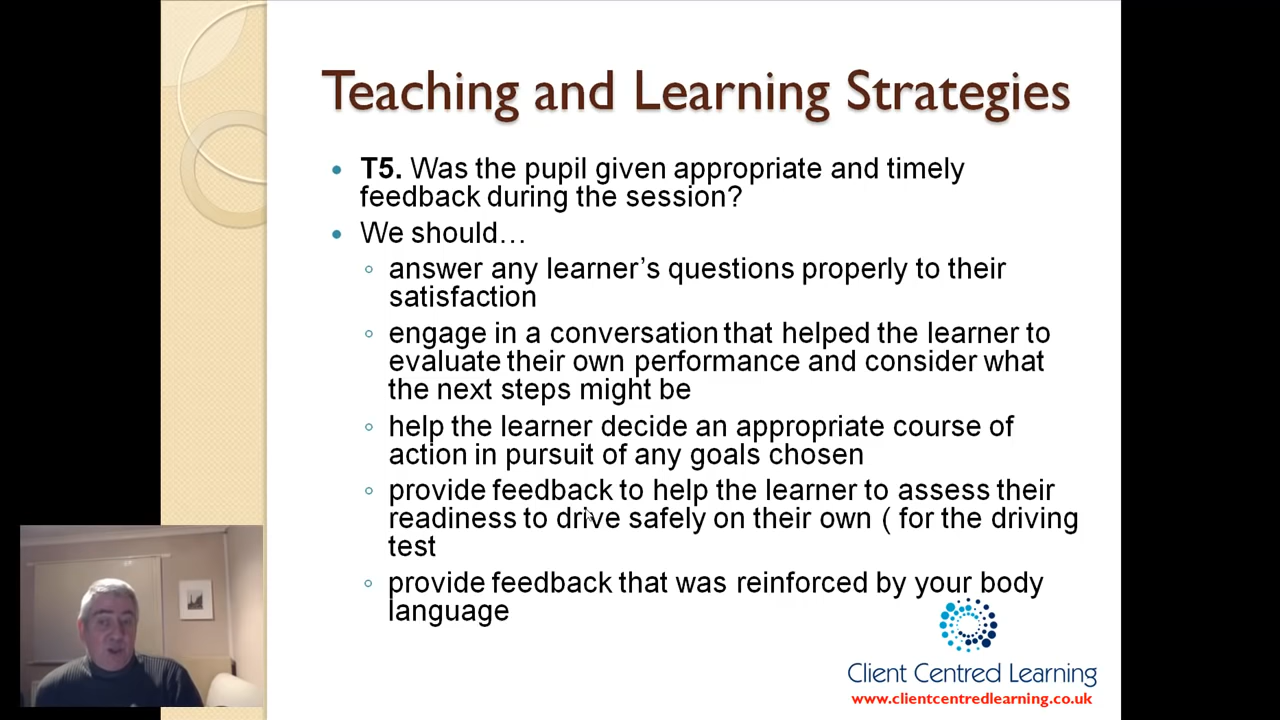 Teaching and Learning Strategies
T5. Was the pupil given appropriate and timely
feedback during the session?
We should…
answer any learner’s questions properly to their
satisfaction
engage in a conversation that helped the learner to
evaluate their own performance and consider what
the next steps might be
help the learner decide an appropriate course of
action in pursuit of any goals chosen
provide feedback to help the learner to assess their
readiness to drive safely on their own ( for the driving
test
provide feedback that was reinforced by your body
language
Client Centred Learning
www.clientcentredlearning.co.uk